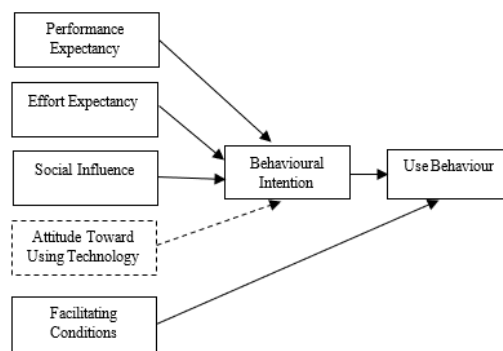 Performance
Expectancy
Effort Expectancy
Social Influence
Behavioural
Intention
Use Behaviour
Attitude Toward
Using Technology
Facilitating
Conditions